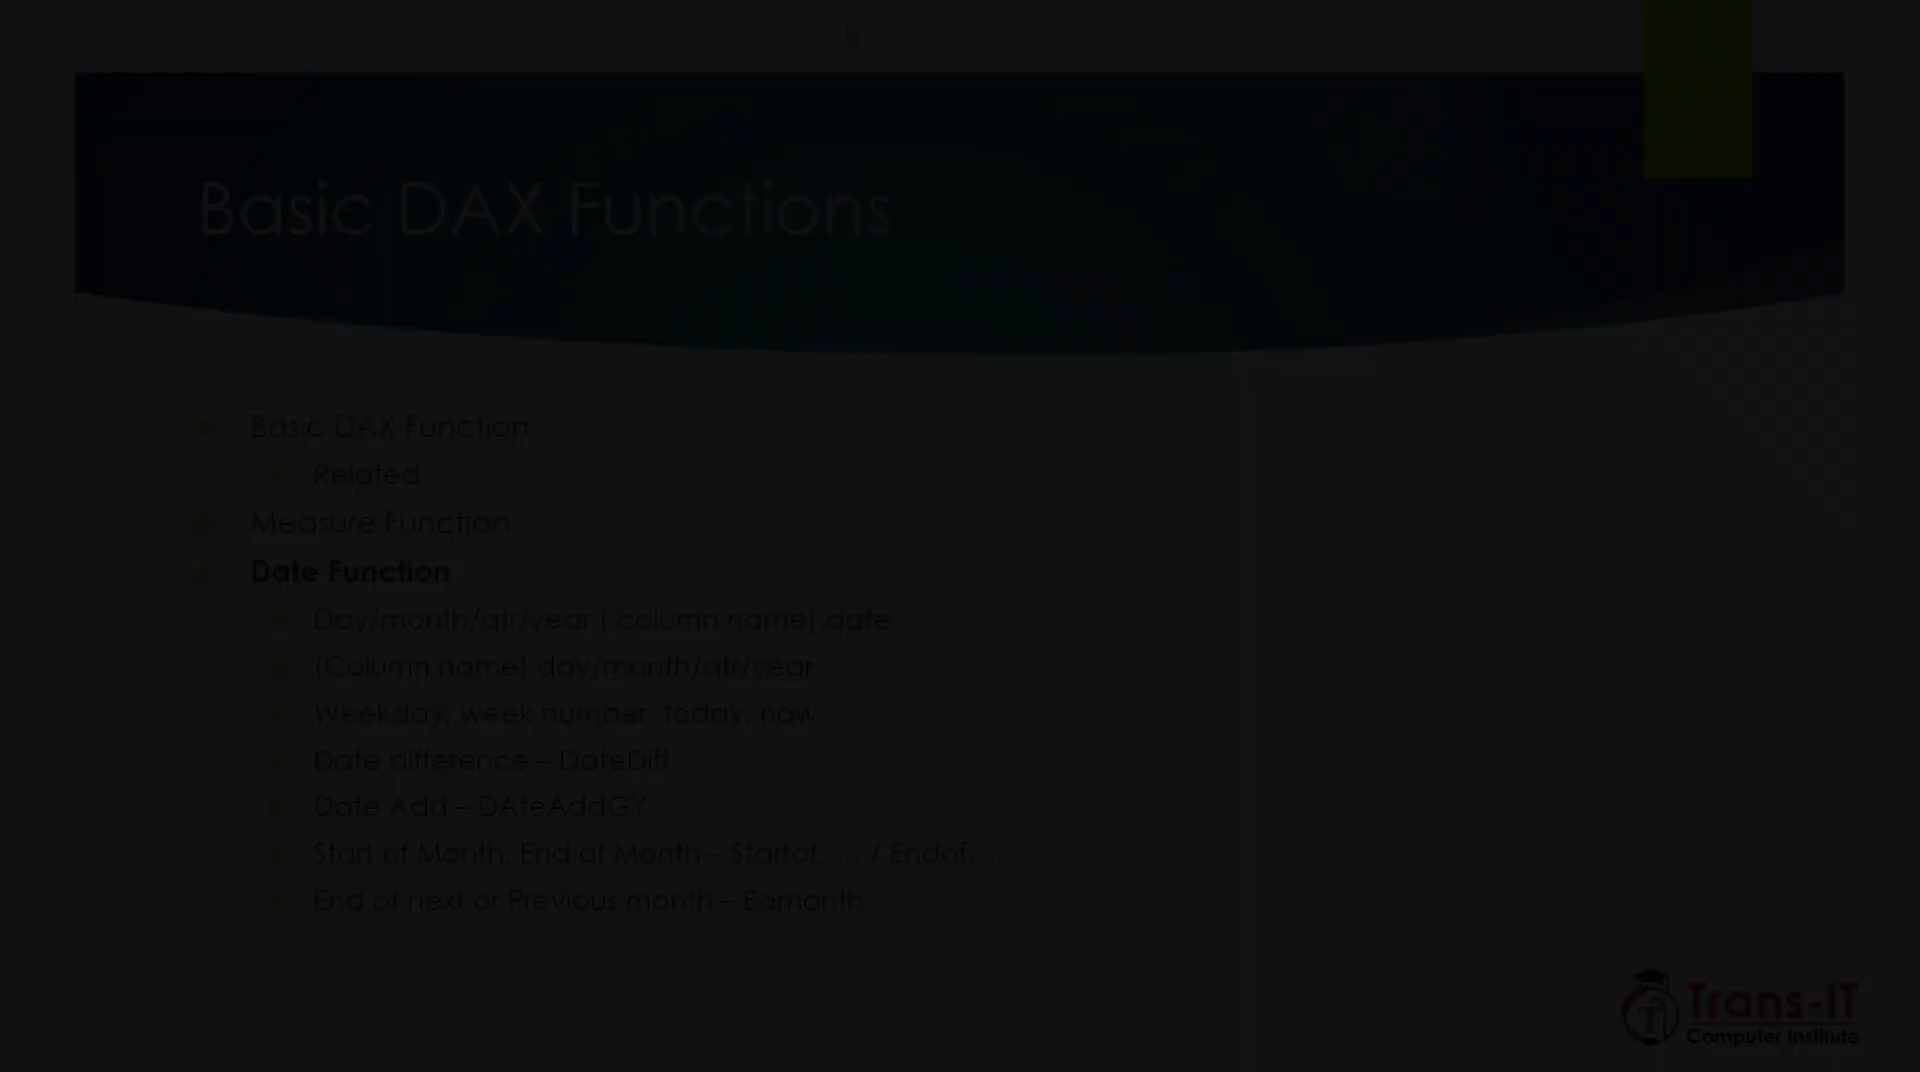 Basic DAX Functions
Basic DAX Function
Related
Measure Function
Date Function
Day/month/qtr/year ( column name).date
(Column name).day/month/qtr/year
Weekday, week number, today, now
Date difference – DateDiff
Date Add – DAteAddGY
Start of Month, End of Month – Startof…. / Endof….
End of next or Previous month – Eomonth
Trans-IT
Computer Institute